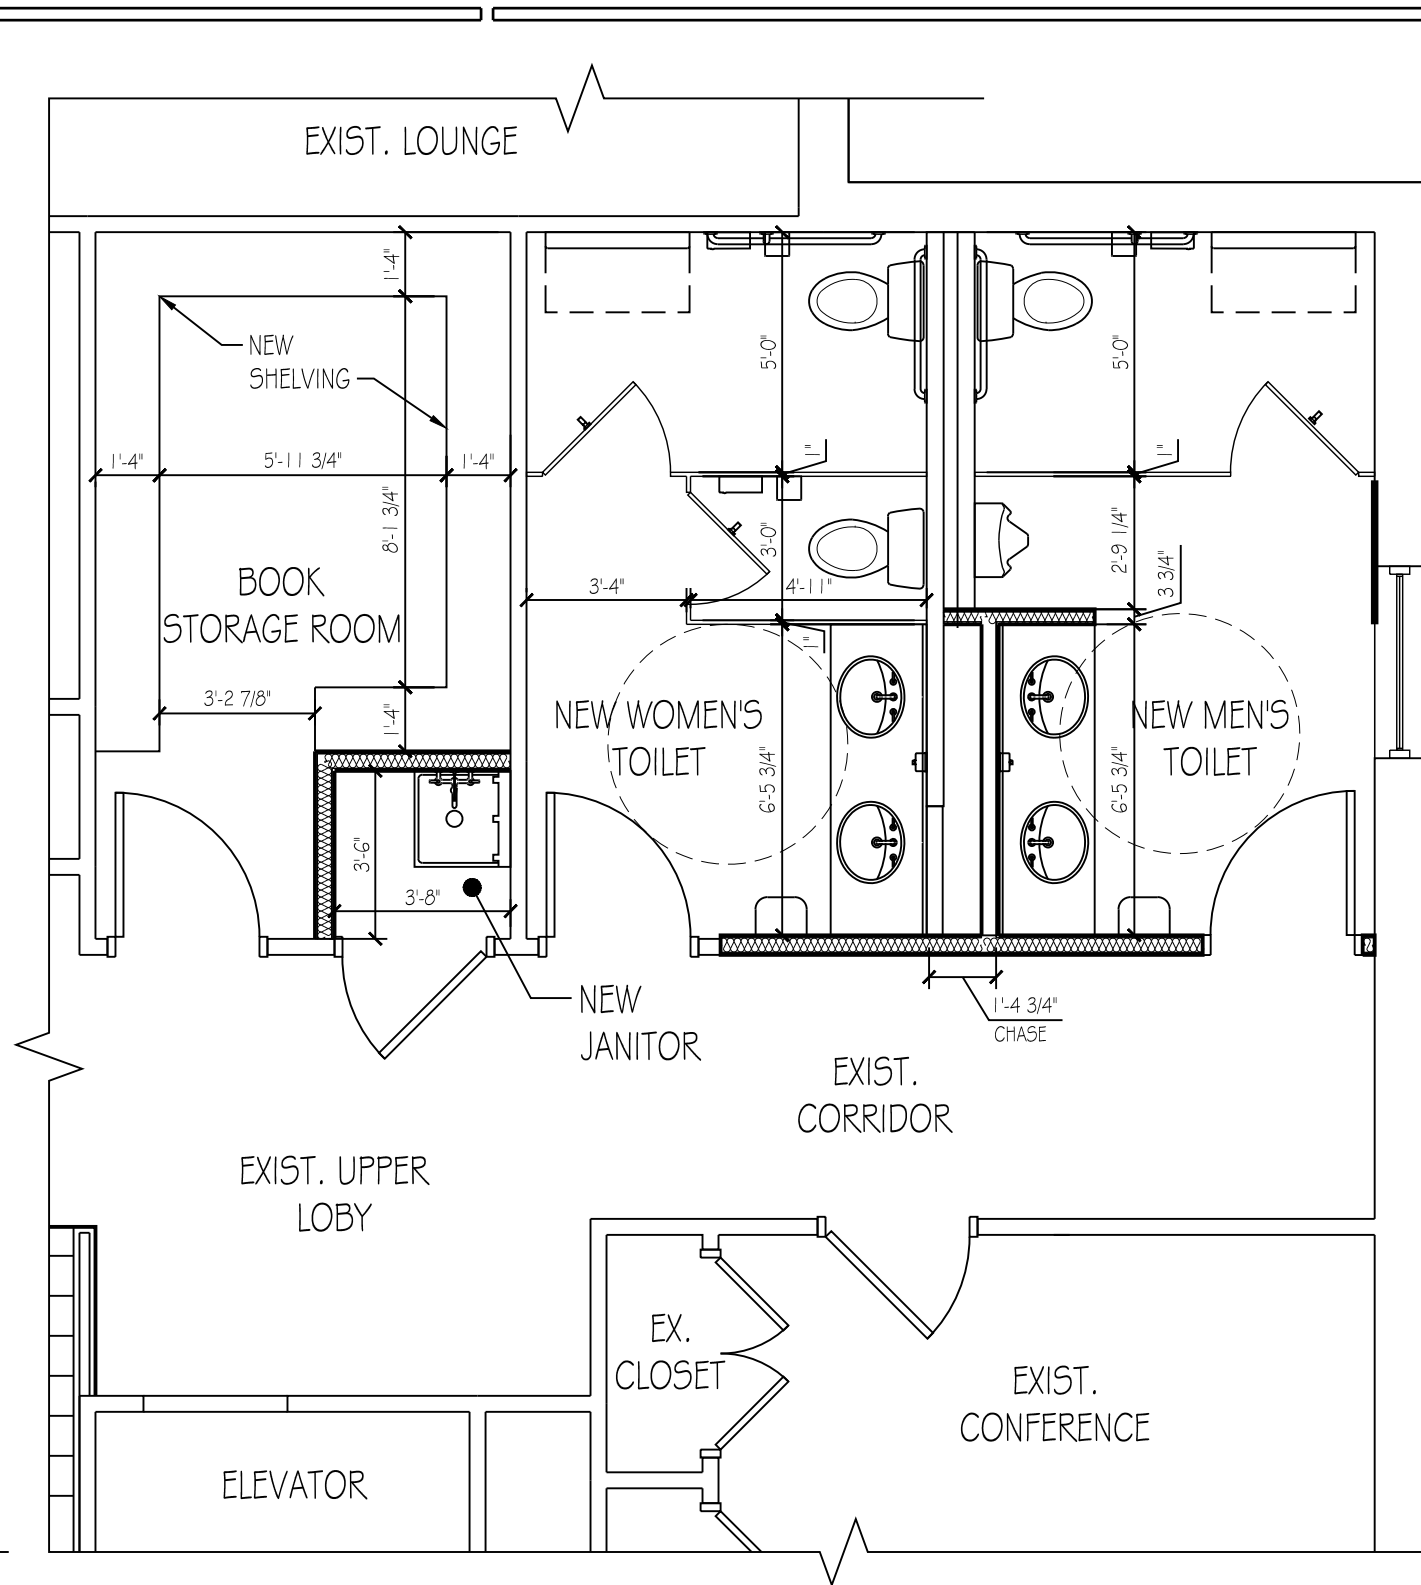 EXIST. LOUNGE
1'-4"
NEW
SHELVING
5'-0"
5'-0"
1'-4"
5'-11 3/4"
1'-4"
1"
1"
8'-1 3/4"
3'-0"
2'-9 1/4"
3 3/4"
BOOK
STORAGE ROOM
3'-4"
4'-11"
1"
3'-2 7/8"
1'-4"
NEW WOMEN'S
TOILET
NEW MEN'S
TOILET
6'-5 3/4"
6'-5 3/4"
3'-6"
3'-8"
NEW
JANITOR
1'-4 3/4"
CHASE
EXIST.
CORRIDOR
EXIST. UPPER
LOBY
EX.
CLOSET
EXIST.
CONFERENCE
ELEVATOR